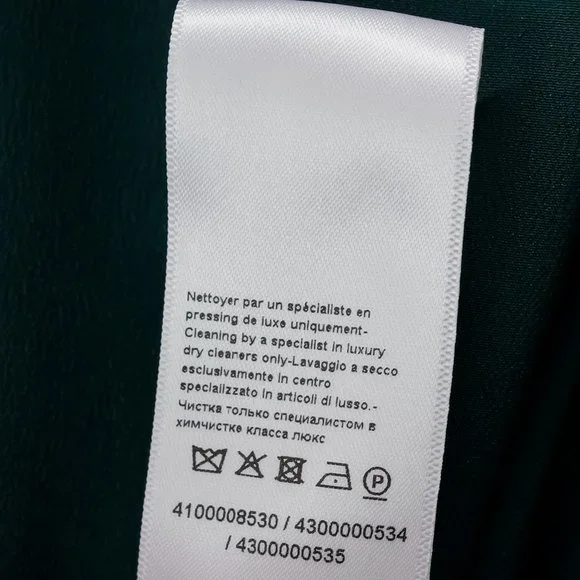 Nettoyer par un spécialiste en
pressing de luxe uniquement-
Cleaning by a specialist in luxury
dry cleaners only-Lavaggio a secco
esclusivamente in centro
specializzato in articoli di lusso.-
Чистка только специалистом в
химчистке класса люкс
P
4100008530 / 4300000534
/ 4300000535